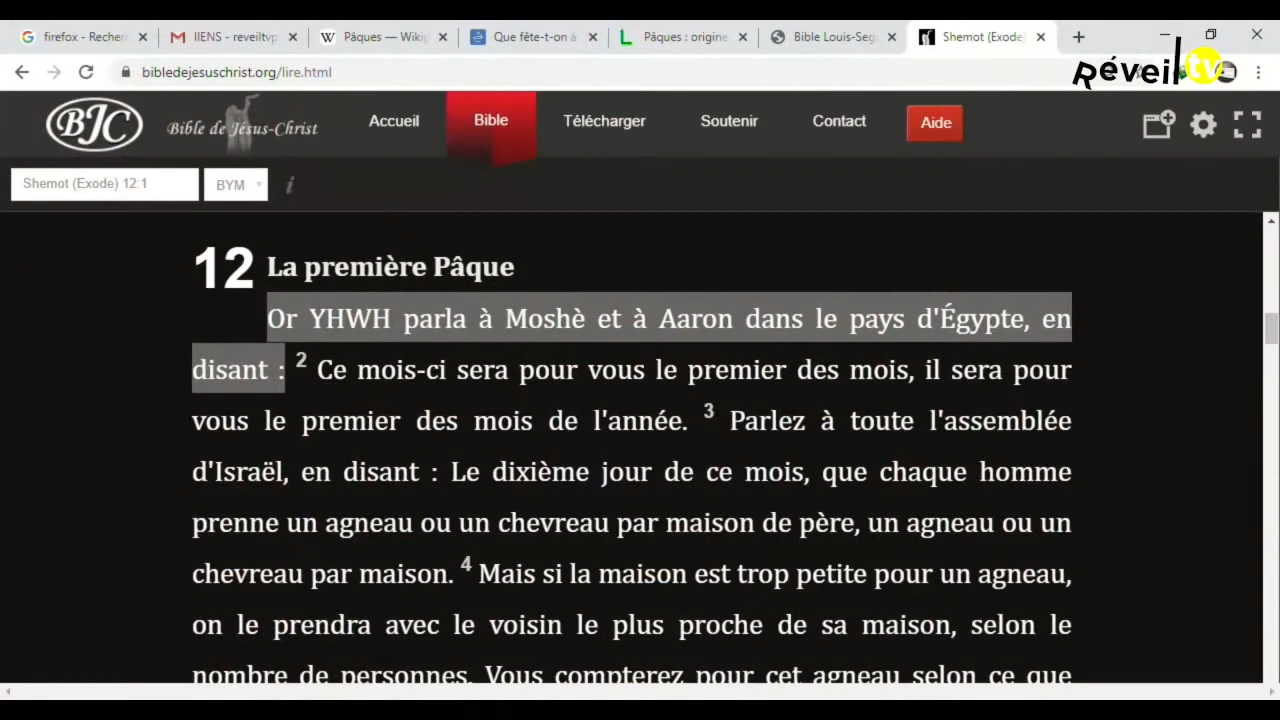 firefox - Recher
IIENS - reveiltvp
Pâques — Wikip
Que fête-t-on à
Pâques : origine
Bible Louis-Seg
Shemot (Exode)
bibledejesuschrist.org/lire.html
Réveil tv
BJC
Bible de Jésus-Christ
Accueil
Bible
Télécharger
Soutenir
Contact
Aide
Shemot (Exode) 12:1
BYM
i
12 La première Pâque
Or YHWH parla à Moshè et à Aaron dans le pays d'Égypte, en
disant : 2 Ce mois-ci sera pour vous le premier des mois, il sera pour
vous le premier des mois de l'année. 3 Parlez à toute l'assemblée
d'Israël, en disant : Le dixième jour de ce mois, que chaque homme
prenne un agneau ou un chevreau par maison de père, un agneau ou un
chevreau par maison. 4 Mais si la maison est trop petite pour un agneau,
on le prendra avec le voisin le plus proche de sa maison, selon le
nombre de personnes. Vous compterez pour cet agneau selon ce que